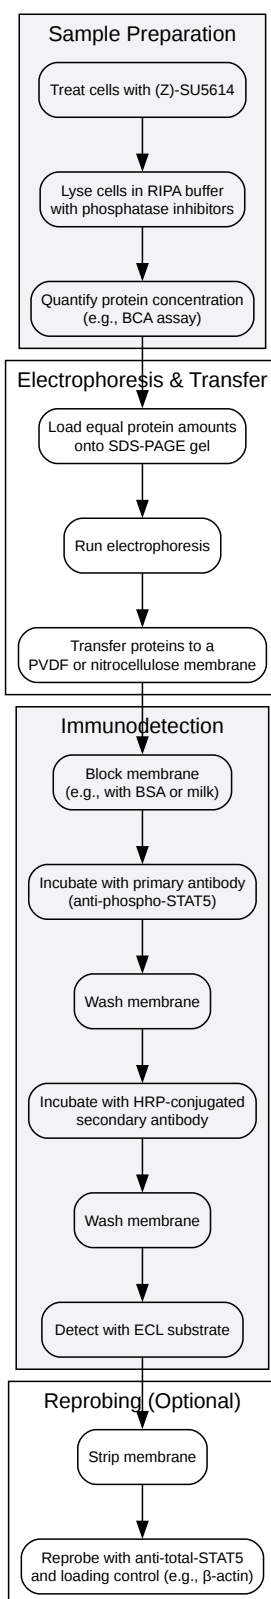 Sample Preparation
Treat cells with (Z)-SU5614
Lyse cells in RIPA buffer
with phosphatase inhibitors
Quantify protein concentration
(e.g., BCA assay)
Electrophoresis & Transfer
Load equal protein amounts
onto SDS-PAGE gel
Run electrophoresis
Transfer proteins to a
PVDF or nitrocellulose membrane
Immunodetection
Block membrane
(e.g., with BSA or milk)
Incubate with primary antibody
(anti-phospho-STAT5)
Wash membrane
Incubate with HRP-conjugated
secondary antibody
Wash membrane
Detect with ECL substrate
Reprobing (Optional)
Strip membrane
Reprobe with anti-total-STAT5
and loading control (e.g., β-actin)